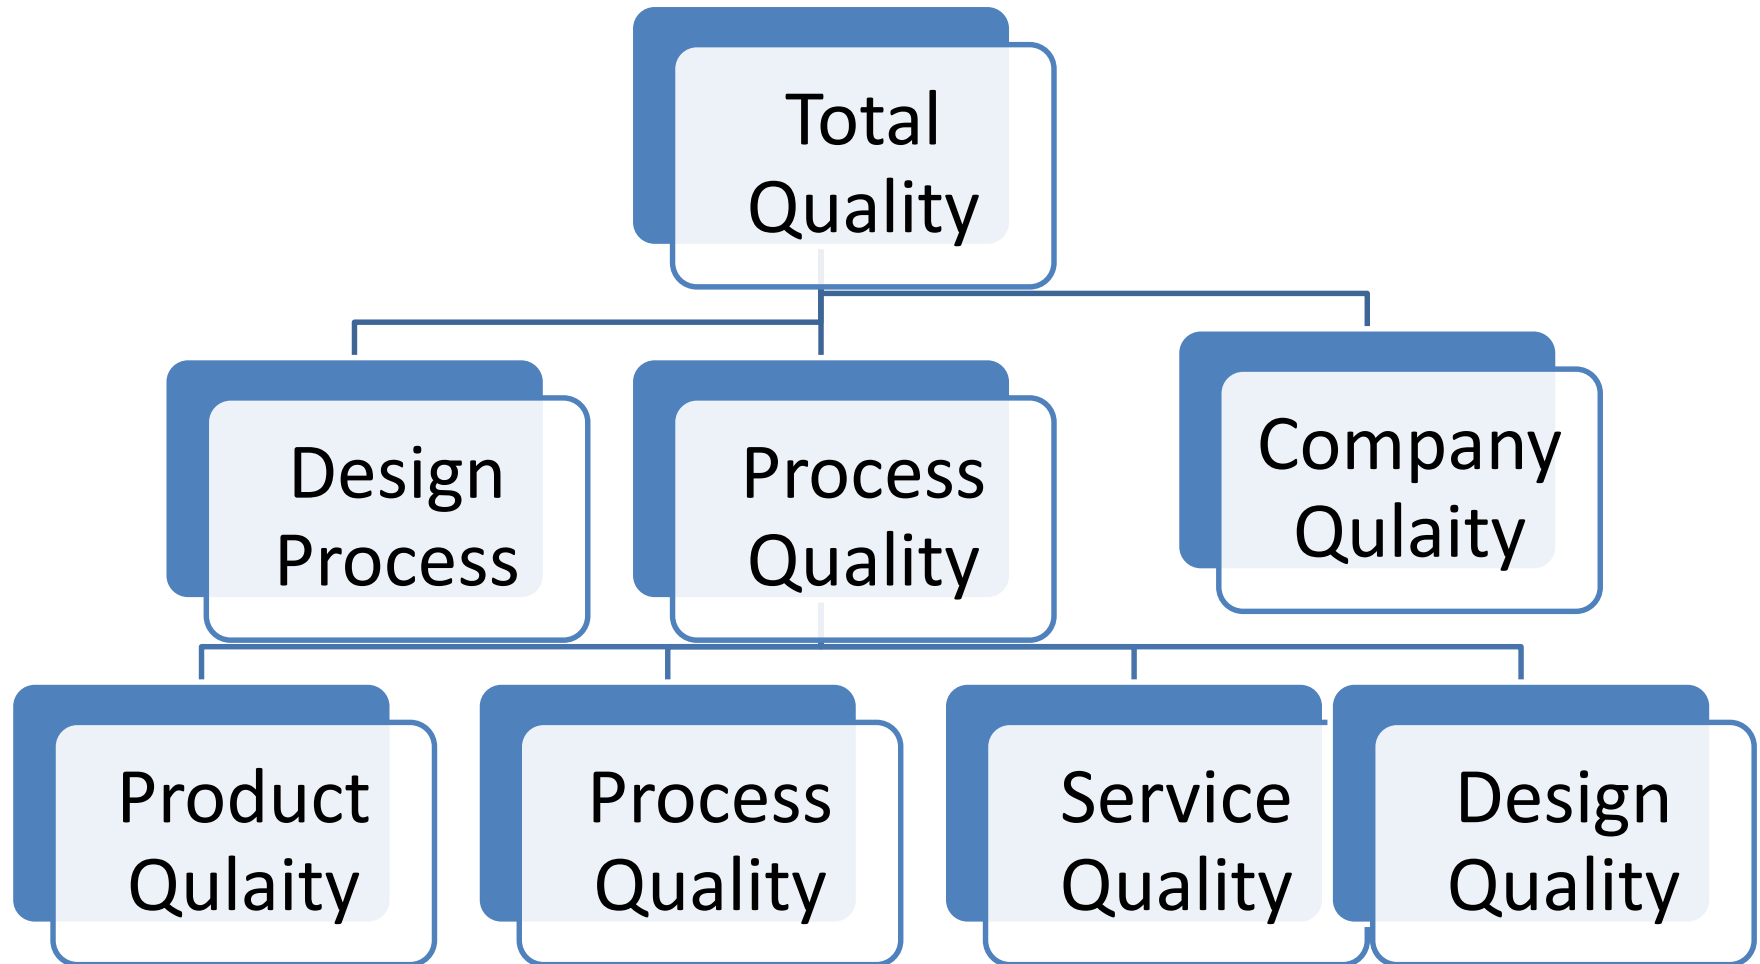 Total
Quality
Design
Process
Process
Quality
Company
Qulaity
Product
Qulaity
Process
Quality
Service
Quality
Design
Quality